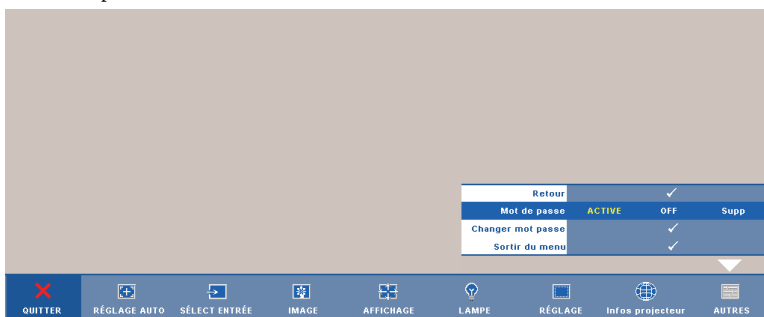 Retour
Mot de passe ACTIVE OFF Supp
Changer mot passe
Sortir du menu
QUITTER RÉGLAGE AUTO SÉLECT ENTRÉE IMAGE AFFICHAGE LAMPE RÉGLAGE Infos projecteur AUTRES